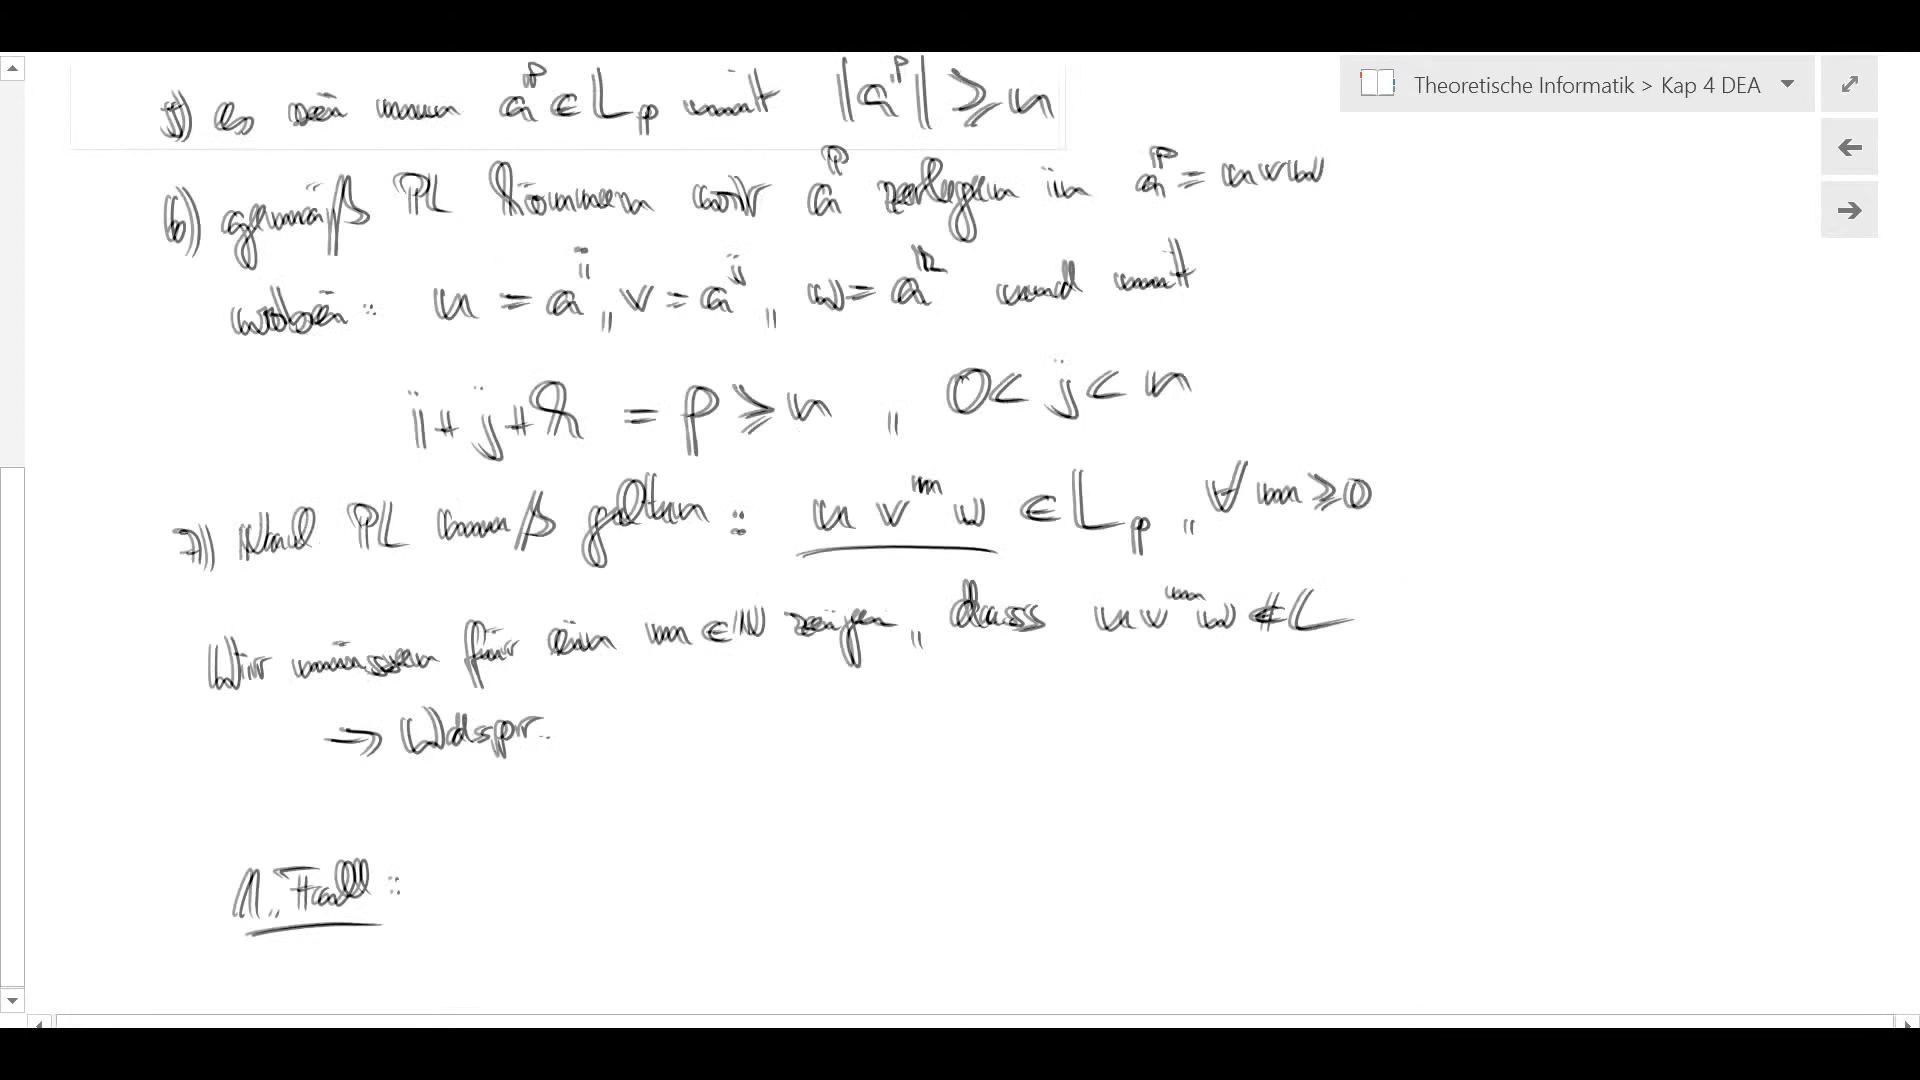 Theoretische Informatik > Kap 4 DEA
5) es sei nun a^p ∈ L_p mit |a^p| ⩾ n
6) gemäß PL können wir a^p zerlegen in a^p = uvw
wobei: u = a^i, v = a^j, w = a^k und mit
i + j + k = p ⩾ n, 0 < j < n
7) Nach PL muß gelten: u v^m w ∈ L_p, ∀ m ⩾ 0
Wir müssen für ein m ∈ ℕ zeigen, dass u v^m w ∉ L
→ Wdspr.
1. Fall: